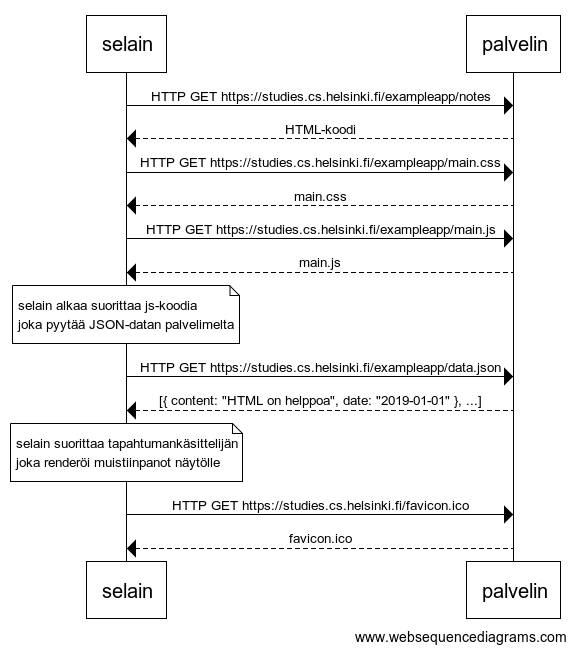 selain
palvelin
HTTP GET https://studies.cs.helsinki.fi/exampleapp/notes
HTML-koodi
HTTP GET https://studies.cs.helsinki.fi/exampleapp/main.css
main.css
HTTP GET https://studies.cs.helsinki.fi/exampleapp/main.js
main.js
selain alkaa suorittaa js-koodia
joka pyytää JSON-datan palvelimelta
HTTP GET https://studies.cs.helsinki.fi/exampleapp/data.json
[{ content: "HTML on helppoa", date: "2019-01-01" }, ...]
selain suorittaa tapahtumankäsittelijän
joka renderöi muistiinpanot näytölle
HTTP GET https://studies.cs.helsinki.fi/favicon.ico
favicon.ico
selain
palvelin
www.websequencediagrams.com